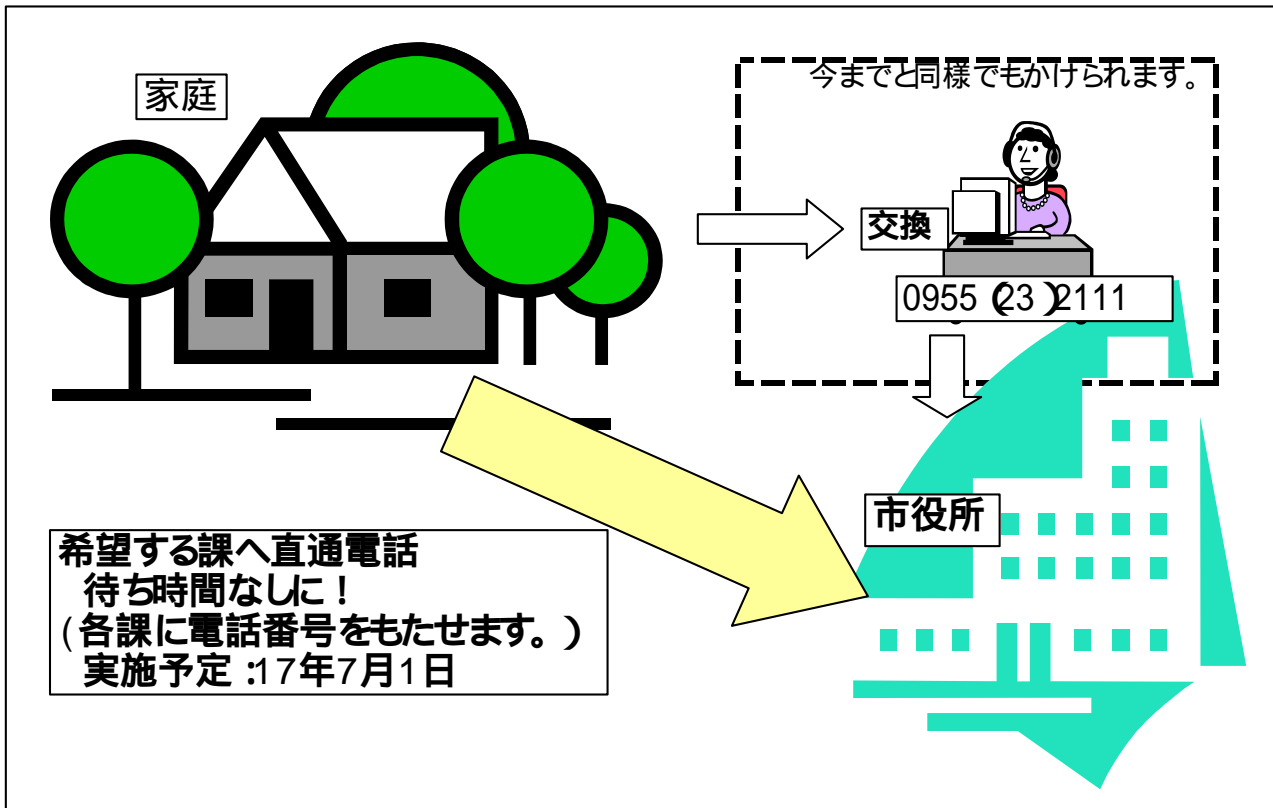 家庭
今までと同様でもかけられます。
交換
0955(23)2111
市役所
希望する課へ直通電話
待ち時間なしに！
(各課に電話番号をもたせます。)
実施予定:17年7月1日